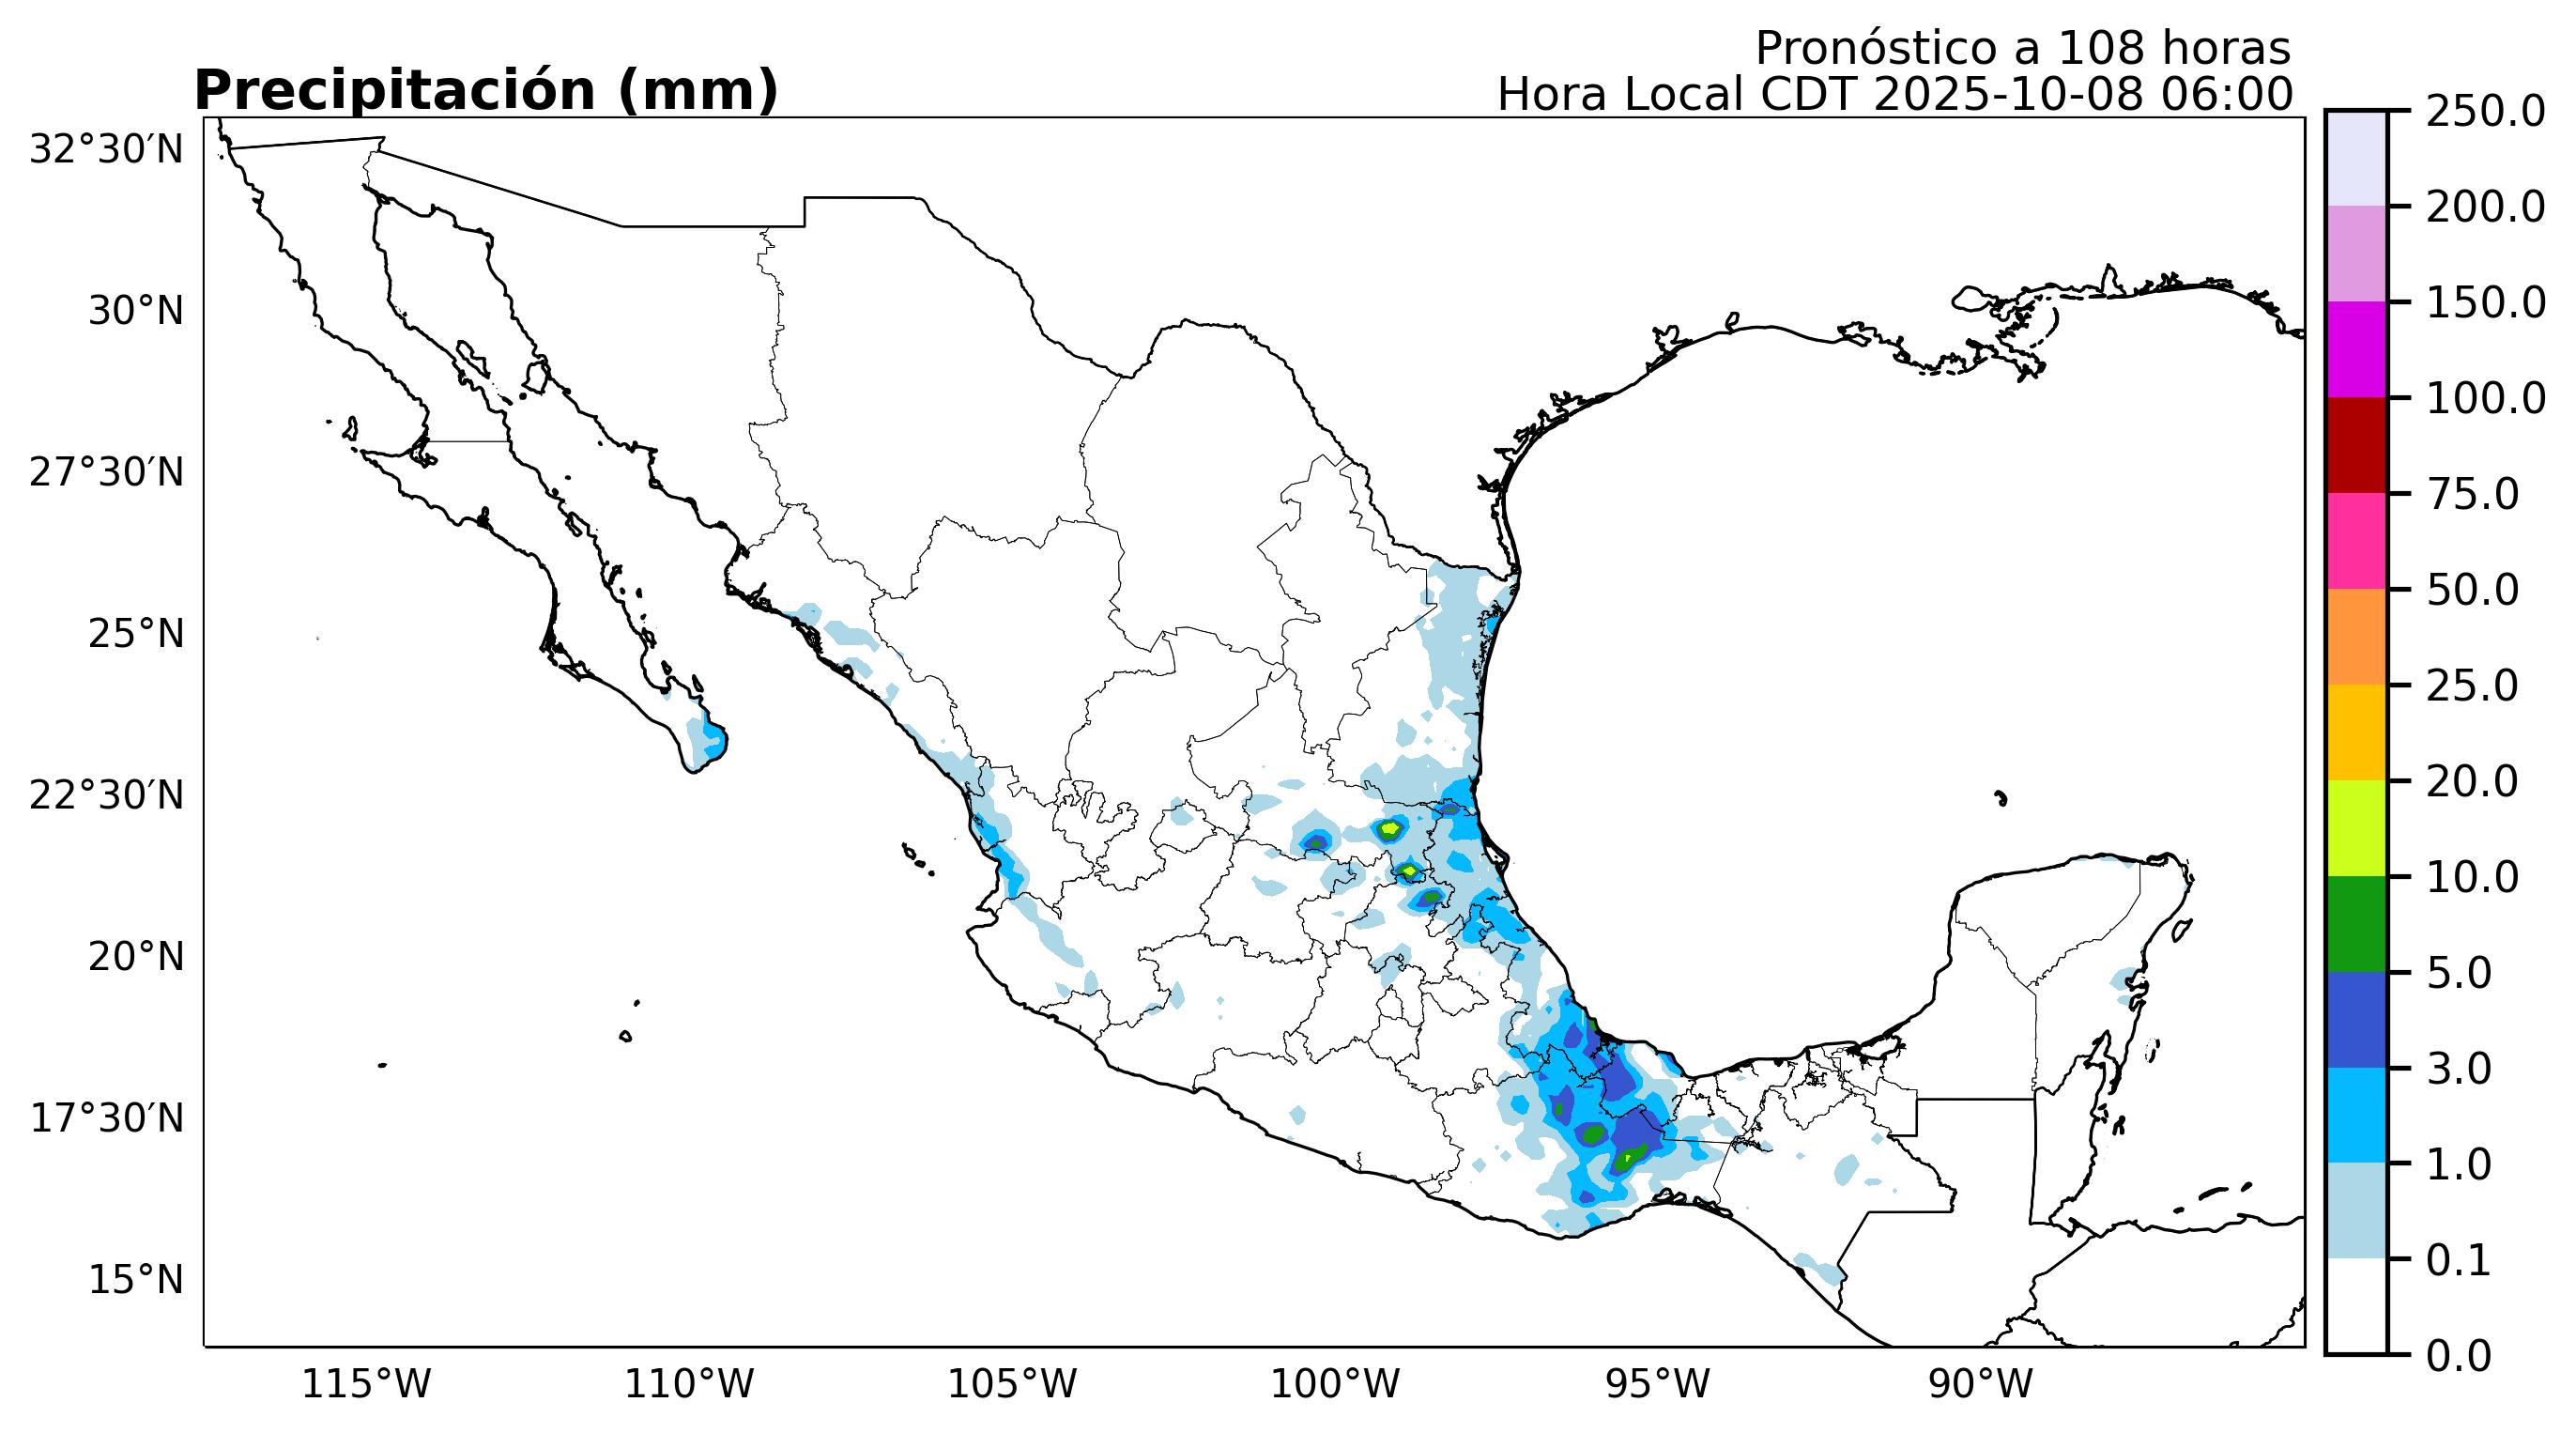 Pronóstico a 108 horas
Precipitación (mm)
Hora Local CDT 2025-10-08 06:00
32°30′N
30°N
27°30′N
25°N
22°30′N
20°N
17°30′N
15°N
115°W
110°W
105°W
100°W
95°W
90°W
250.0
200.0
150.0
100.0
75.0
50.0
25.0
20.0
10.0
5.0
3.0
1.0
0.1
0.0